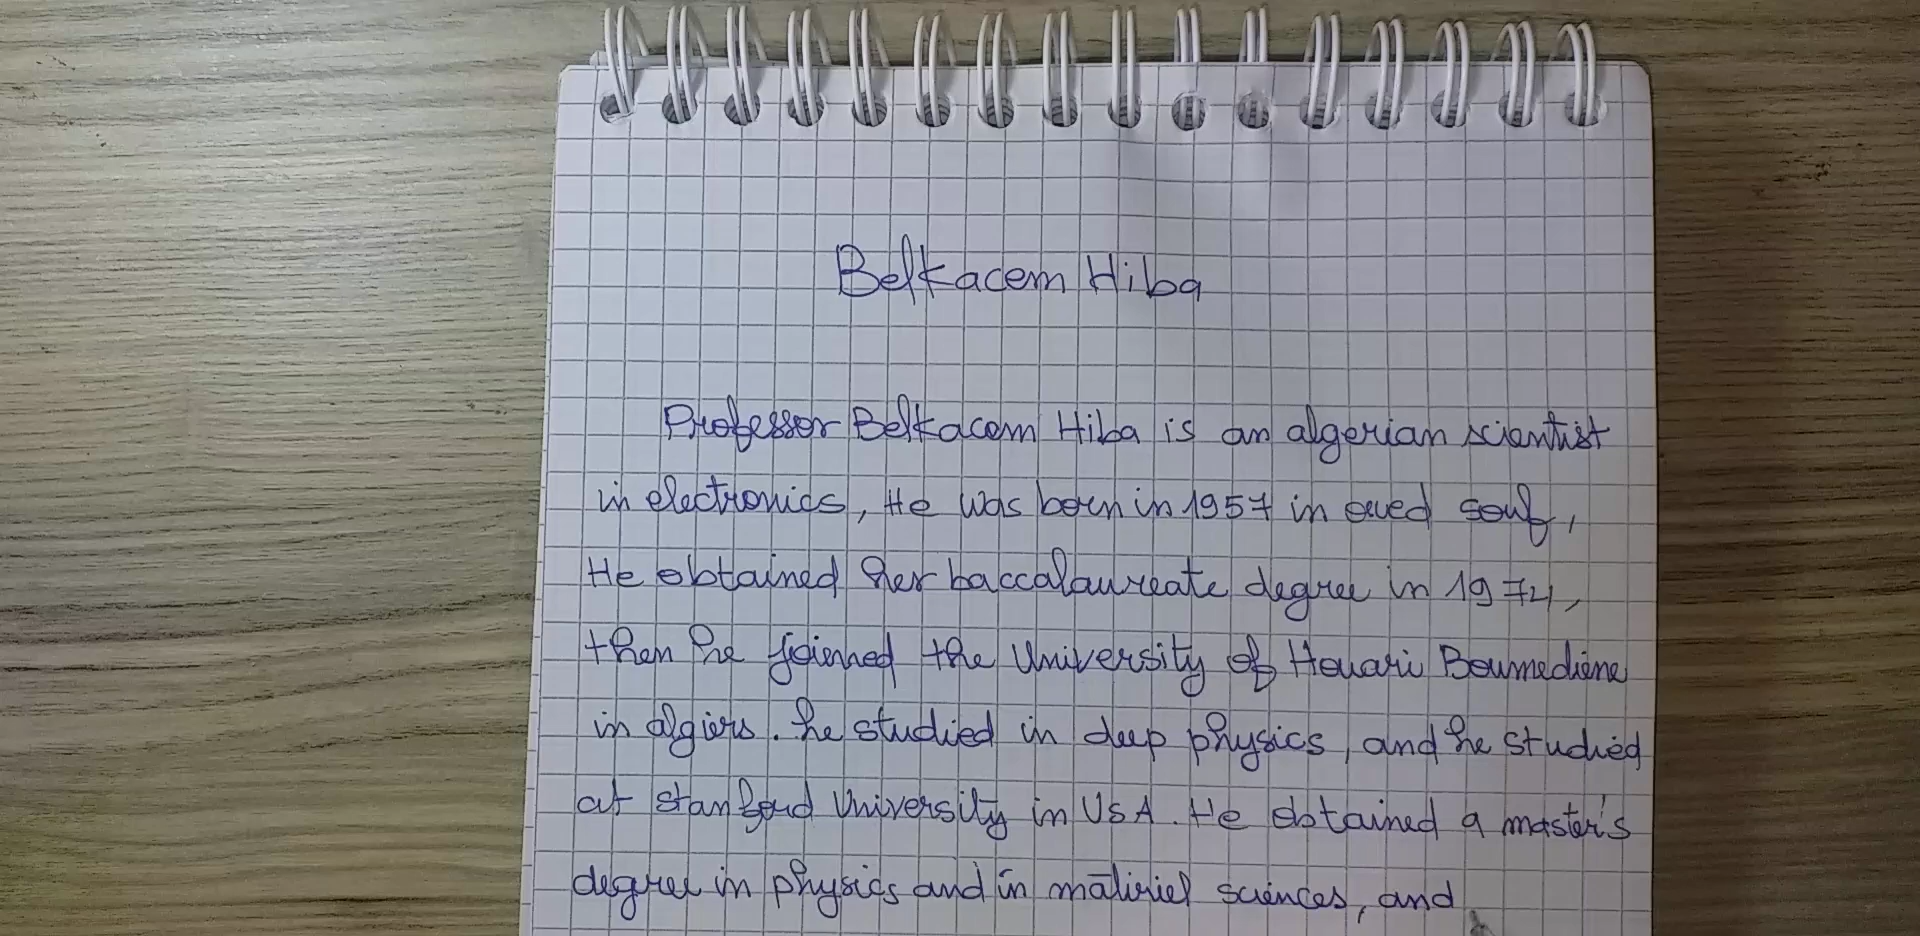 Belkacem Hiba
Professor Belkacem Hiba is an algerian scientist
in electronics, He was born in 1957 in oued souf,
He obtained her baccalaureate degree in 1974,
then he joienned the University of Houari Boumediène
in algiers. he studied in deep physics, and he studied
at stanford University in USA. He obtained a master's
degree in physics and in matiriel sciences, and